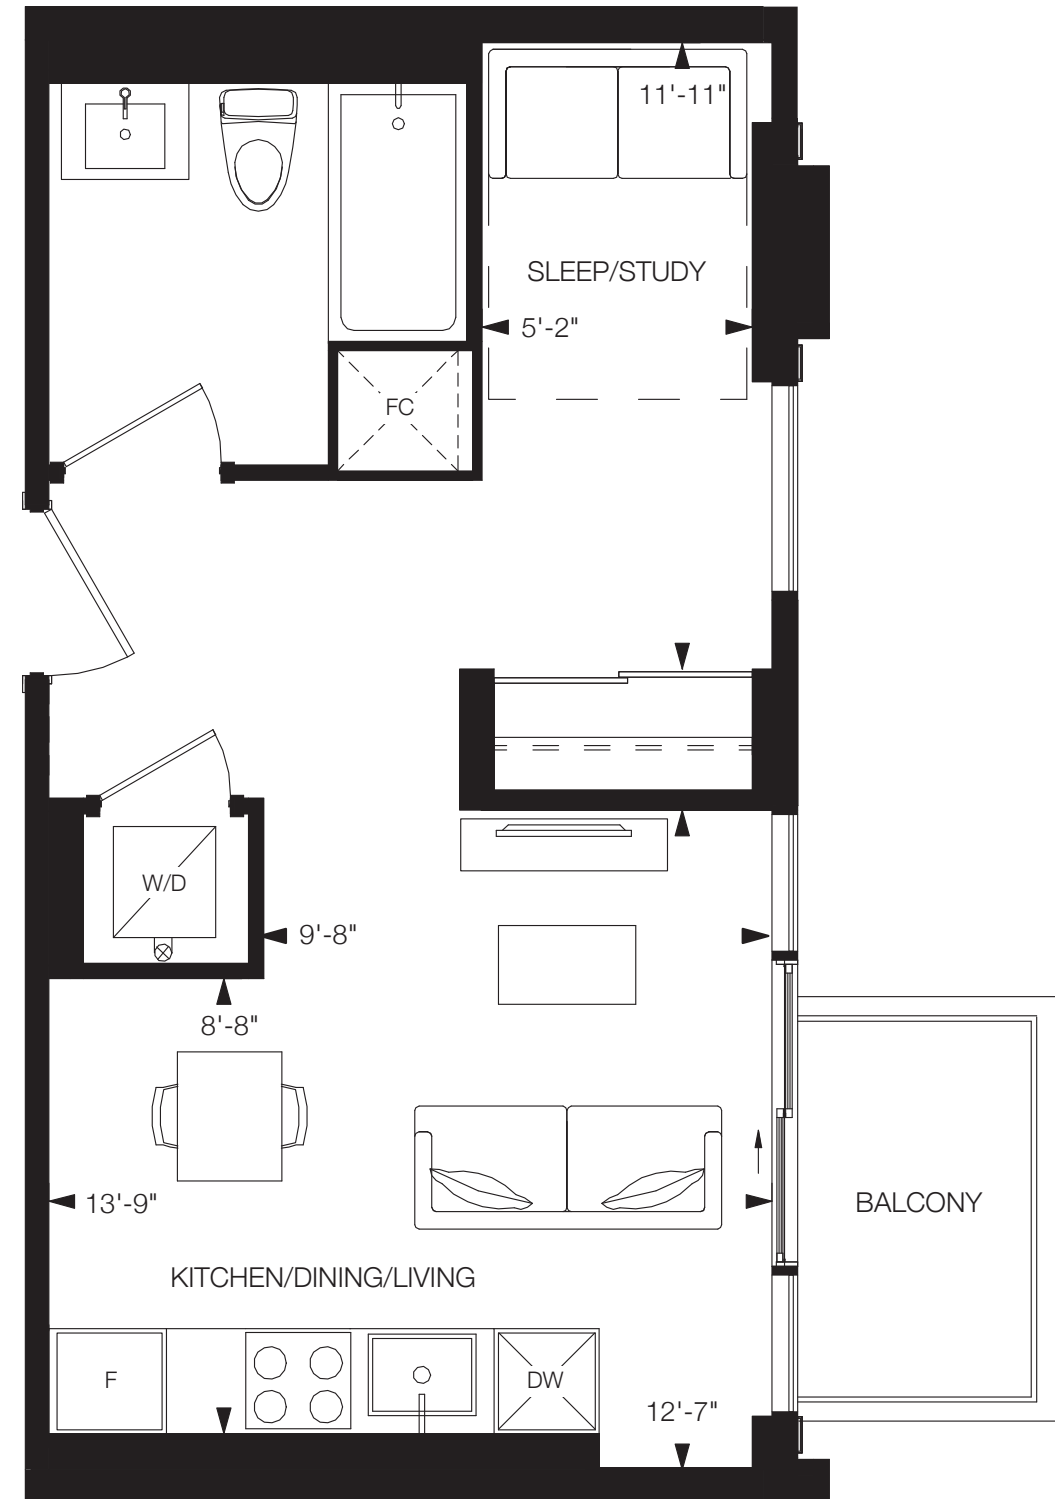 11'-11"
SLEEP/STUDY
5'-2"
FC
W/D
9'-8"
8'-8"
13'-9"
BALCONY
KITCHEN/DINING/LIVING
F
DW
12'-7"